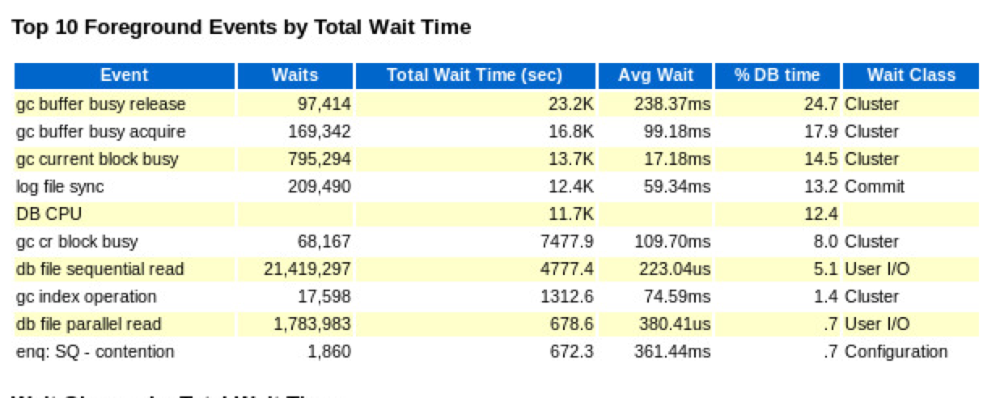 Top 10 Foreground Events by Total Wait Time
Event Waits Total Wait Time (sec) Avg Wait % DB time Wait Class
gc buffer busy release 97,414 23.2K 238.37ms 24.7 Cluster
gc buffer busy acquire 169,342 16.8K 99.18ms 17.9 Cluster
gc current block busy 795,294 13.7K 17.18ms 14.5 Cluster
log file sync 209,490 12.4K 59.34ms 13.2 Commit
DB CPU 11.7K 12.4
gc cr block busy 68,167 7477.9 109.70ms 8.0 Cluster
db file sequential read 21,419,297 4777.4 223.04us 5.1 User I/O
gc index operation 17,598 1312.6 74.59ms 1.4 Cluster
db file parallel read 1,783,983 678.6 380.41us .7 User I/O
enq: SQ - contention 1,860 672.3 361.44ms .7 Configuration